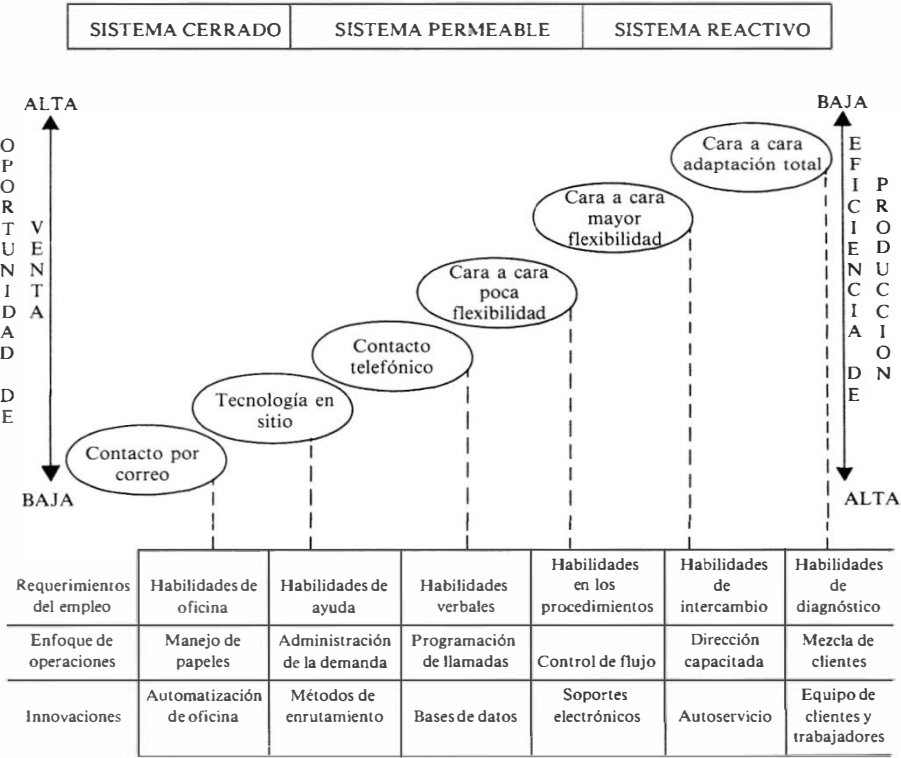 SISTEMA CERRADO SISTEMA PERMEABLE SISTEMA REACTIVO
ALTA
BAJA
OPORTUNIDAD DE
VENTA
EFICIENCIA DE
PRODUCCION
Cara a cara
adaptación total
Cara a cara
mayor
flexibilidad
Cara a cara
poca
flexibilidad
Contacto
telefónico
Tecnología en
sitio
Contacto por
correo
BAJA
ALTA
Requerimientos
del empleo
Habilidades de
oficina
Habilidades de
ayuda
Habilidades
verbales
Habilidades
en los
procedimientos
Habilidades
de
intercambio
Habilidades
de
diagnóstico
Enfoque de
operaciones
Manejo de
papeles
Administración
de la demanda
Programación
de llamadas
Control de flujo
Dirección
capacitada
Mezcla de
clientes
Innovaciones
Automatización
de oficina
Métodos de
enrutamiento
Bases de datos
Soportes
electrónicos
Autoservicio
Equipo de
clientes y
trabajadores